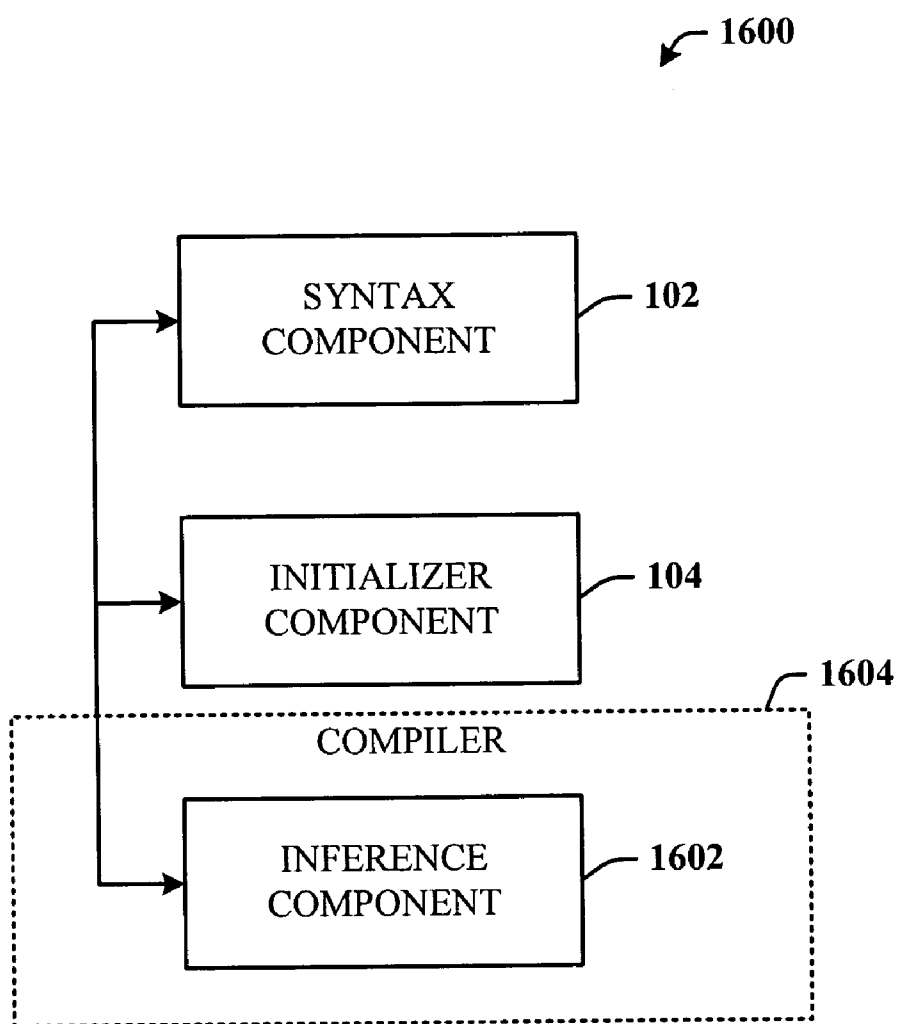 1600
SYNTAX
COMPONENT
102
INITIALIZER
COMPONENT
104
1604
COMPILER
INFERENCE
COMPONENT
1602